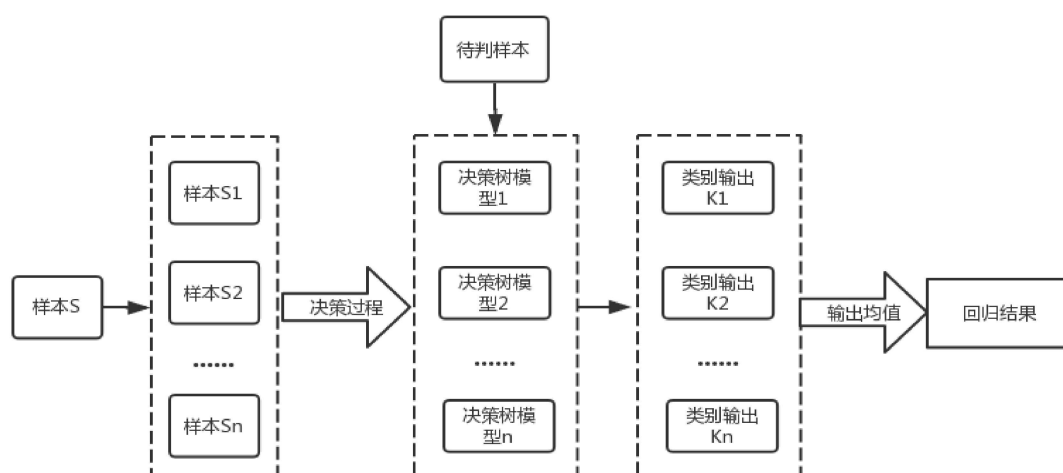 待判样本
样本S
样本S1
样本S2
······
样本Sn
决策过程
决策树模
型1
决策树模
型2
······
决策树模
型n
类别输出
K1
类别输出
K2
······
类别输出
Kn
输出均值
回归结果